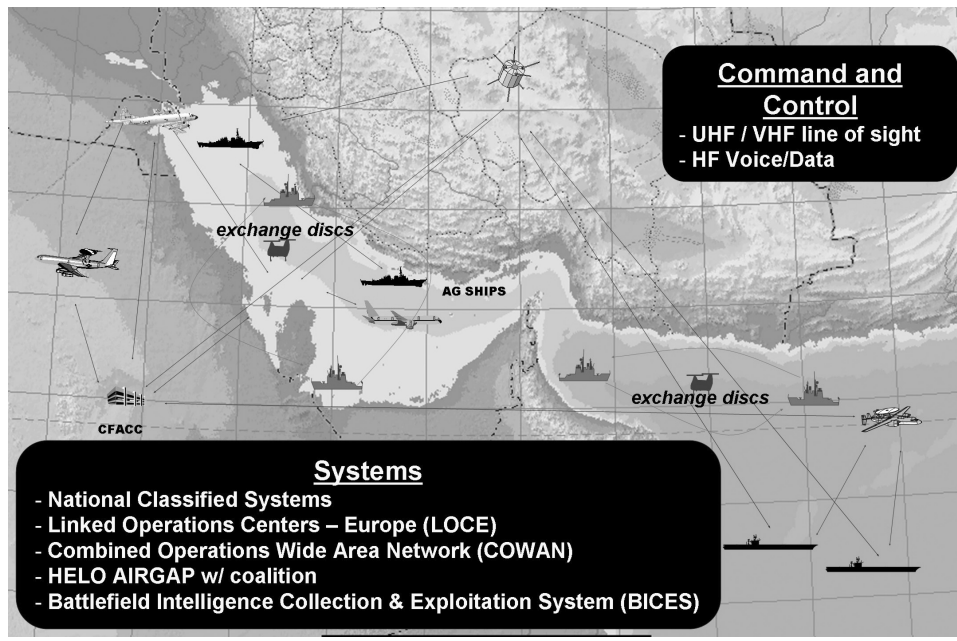 Command and
Control
- UHF / VHF line of sight
- HF Voice/Data
exchange discs
AG SHIPS
exchange discs
CFACC
Systems
- National Classified Systems
- Linked Operations Centers – Europe (LOCE)
- Combined Operations Wide Area Network (COWAN)
- HELO AIRGAP w/ coalition
- Battlefield Intelligence Collection & Exploitation System (BICES)